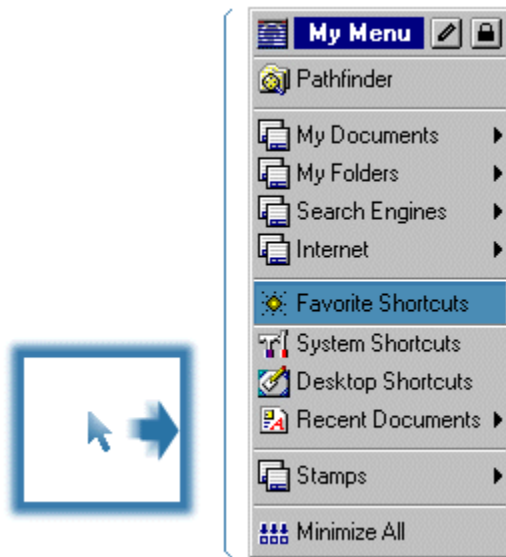 My Menu
Pathfinder
My Documents
My Folders
Search Engines
Internet
Favorite Shortcuts
System Shortcuts
Desktop Shortcuts
Recent Documents
Stamps
Minimize All